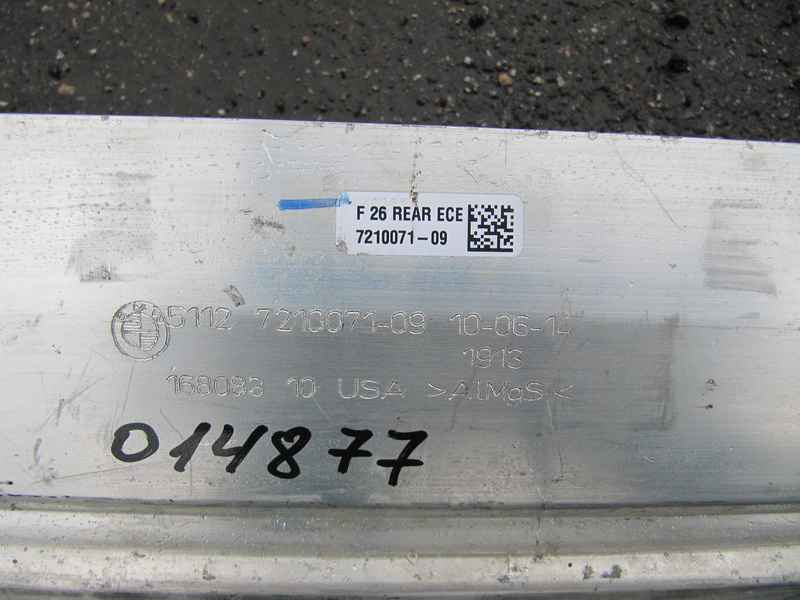 F 26 REAR ECE
7210071-09
5112 7210071-09 10-06-14
1913
168093 10 USA >AlMgSi<
014877